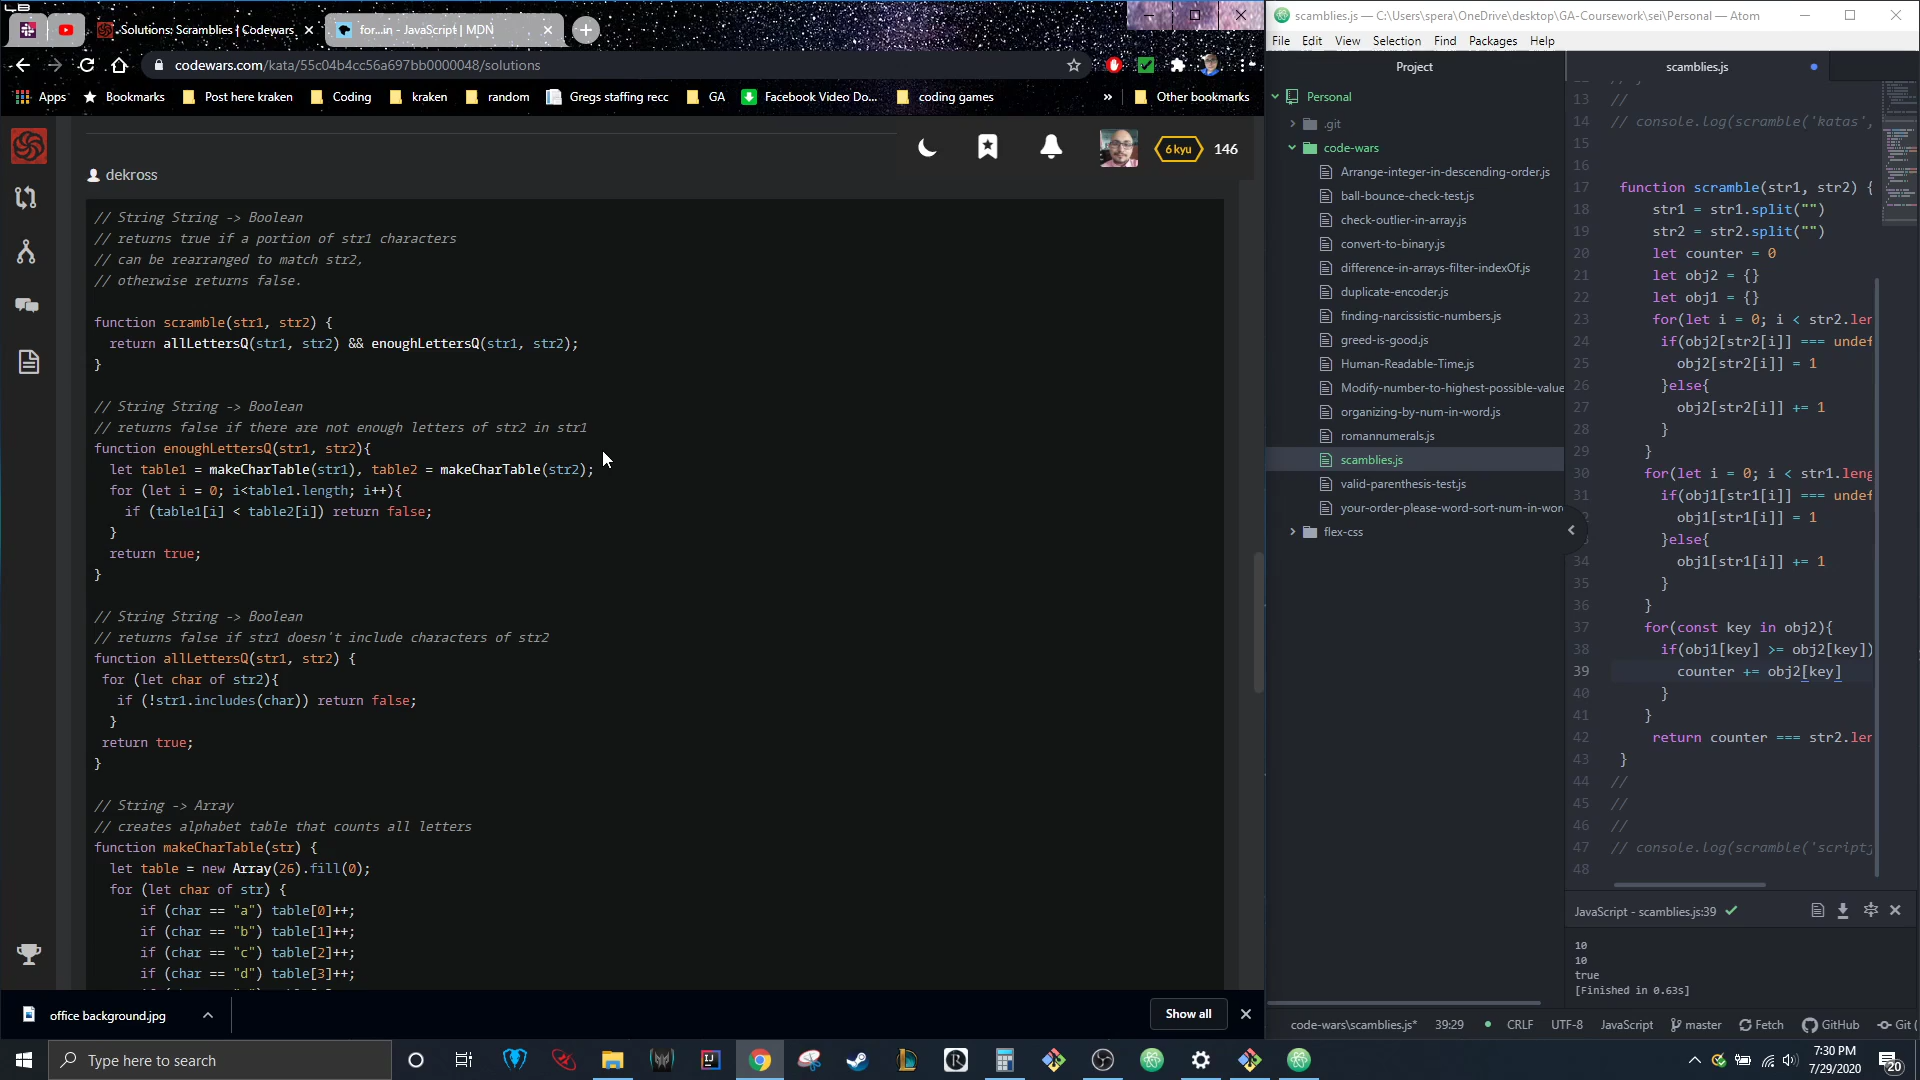 Solutions: Scramblies | Codewars
for...in - JavaScript | MDN
codewars.com/kata/55c04b4cc56a697bb0000048/solutions
Apps
Bookmarks
Post here kraken
Coding
kraken
random
Gregs staffing recc
GA
Facebook Video Do...
coding games
»
Other bookmarks
6 kyu
146
dekross
// String String -> Boolean
// returns true if a portion of str1 characters
// can be rearranged to match str2,
// otherwise returns false.
function scramble(str1, str2) {
return allLettersQ(str1, str2) && enoughLettersQ(str1, str2);
}
// String String -> Boolean
// returns false if there are not enough letters of str2 in str1
function enoughLettersQ(str1, str2){
let table1 = makeCharTable(str1), table2 = makeCharTable(str2);
for (let i = 0; i<table1.length; i++){
if (table1[i] < table2[i]) return false;
}
return true;
}
// String String -> Boolean
// returns false if str1 doesn't include characters of str2
function allLettersQ(str1, str2) {
for (let char of str2){
if (!str1.includes(char)) return false;
}
return true;
}
// String -> Array
// creates alphabet table that counts all letters
function makeCharTable(str) {
let table = new Array(26).fill(0);
for (let char of str) {
if (char == "a") table[0]++;
if (char == "b") table[1]++;
if (char == "c") table[2]++;
if (char == "d") table[3]++;
office background.jpg
Show all
scamblies.js — C:\Users\spera\OneDrive\desktop\GA-Coursework\sei\Personal — Atom
File Edit View Selection Find Packages Help
Project
Personal
.git
code-wars
Arrange-integer-in-descending-order.js
ball-bounce-check-test.js
check-outlier-in-array.js
convert-to-binary.js
difference-in-arrays-filter-indexOf.js
duplicate-encoder.js
finding-narcissistic-numbers.js
greed-is-good.js
Human-Readable-Time.js
Modify-number-to-highest-possible-value
organizing-by-num-in-word.js
romannumerals.js
scamblies.js
valid-parenthesis-test.js
your-order-please-word-sort-num-in-wor
flex-css
scamblies.js
13 //
14 // console.log(scramble('katas',
15
16
17 function scramble(str1, str2) {
18 str1 = str1.split("")
19 str2 = str2.split("")
20 let counter = 0
21 let obj2 = {}
22 let obj1 = {}
23 for(let i = 0; i < str2.len
24 if(obj2[str2[i]] === undef
25 obj2[str2[i]] = 1
26 }else{
27 obj2[str2[i]] += 1
28 }
29 }
30 for(let i = 0; i < str1.leng
31 if(obj1[str1[i]] === undef
obj1[str1[i]] = 1
}else{
34 obj1[str1[i]] += 1
35 }
36 }
37 for(const key in obj2){
38 if(obj1[key] >= obj2[key])
39 counter += obj2[key]
40 }
41 }
42 return counter === str2.len
43 }
44 //
45 //
46 //
47 // console.log(scramble('script
48
JavaScript - scamblies.js:39
10
10
true
[Finished in 0.63s]
code-wars\scamblies.js* 39:29 CRLF UTF-8 JavaScript master Fetch GitHub Git (
Type here to search
7:30 PM
7/29/2020
20